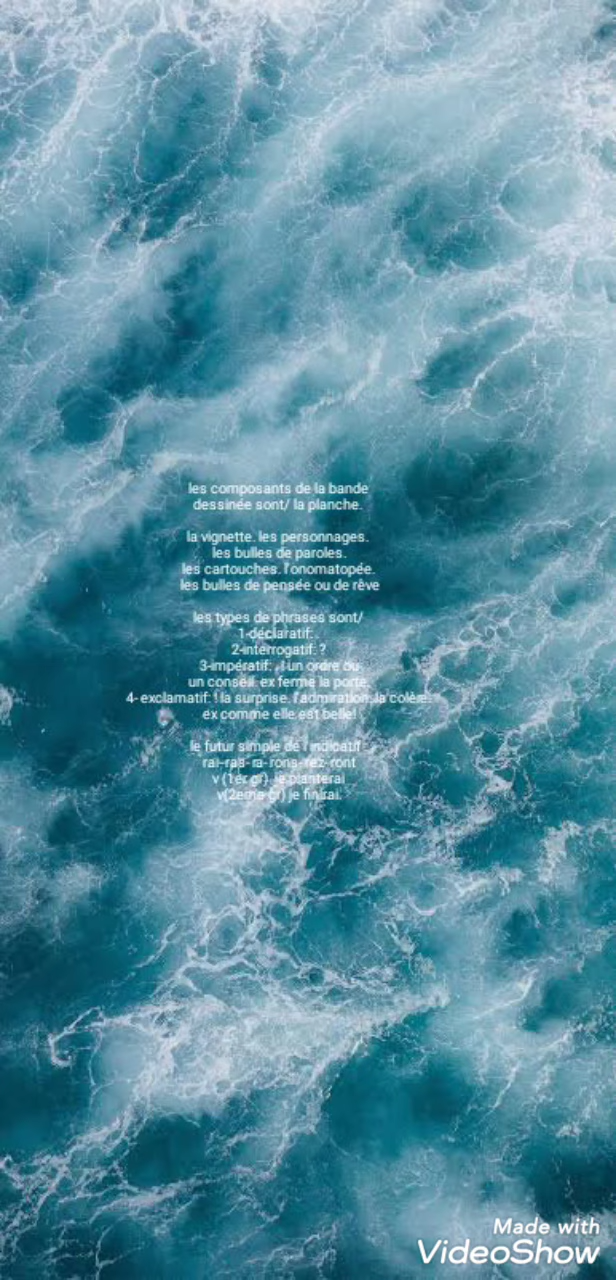 les composants de la bande
dessinée sont/ la planche.
la vignette. les personnages.
les bulles de paroles.
les cartouches. l'onomatopée.
les bulles de pensée ou de rêve
les types de phrases sont/
1-déclaratif: .
2-interrogatif: ?
3-impératif: . ! un ordre ou
un conseil. ex ferme la porte.
4- exclamatif: ! la surprise. l'admiration. la colère.
ex comme elle est belle!
le futur simple de l'indicatif
rai- ras- ra- rons- rez- ront
v (1er gr) je planterai
v(2eme gr) je finirai.
Made with
VideoShow